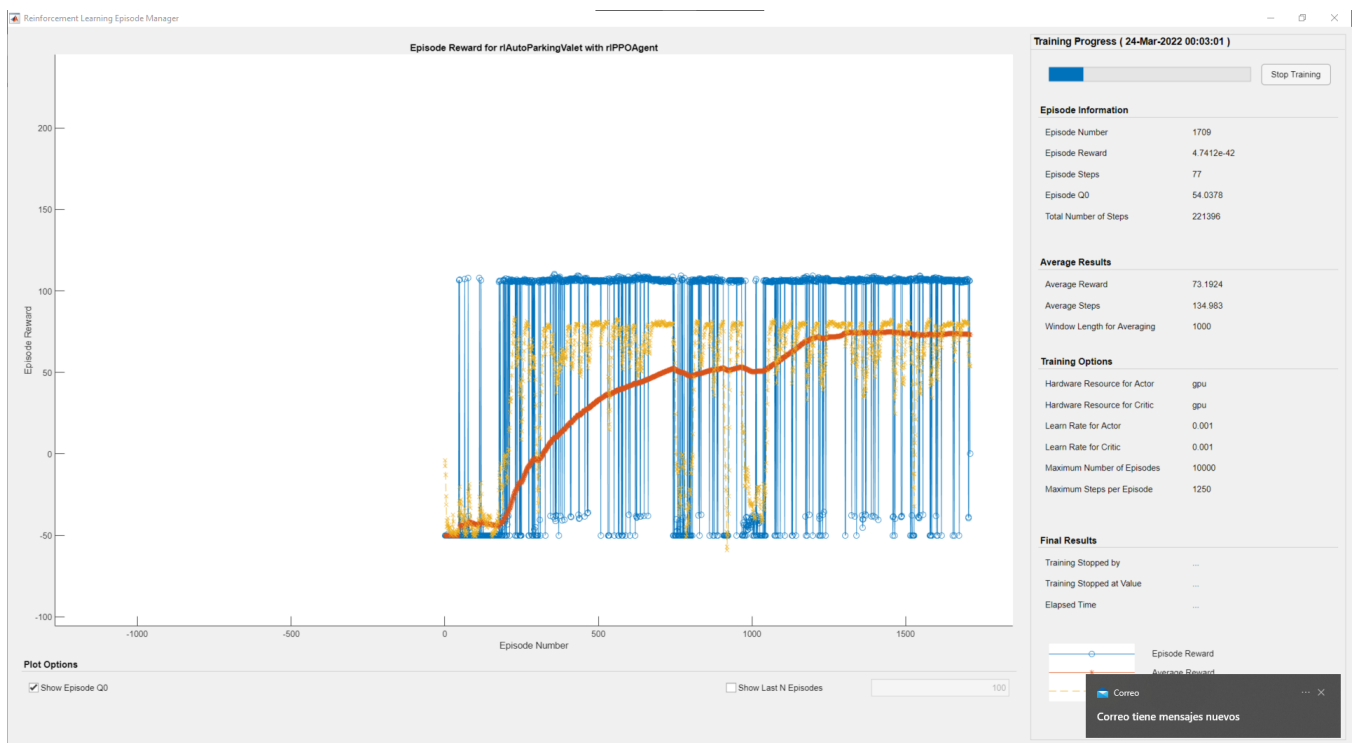 Reinforcement Learning Episode Manager
Episode Reward for rlAutoParkingValet with rlPPOAgent
200
150
100
50
0
-50
-100
Episode Reward
-1000
-500
0
500
1000
1500
Episode Number
Plot Options
Show Episode Q0
Show Last N Episodes
100
Training Progress ( 24-Mar-2022 00:03:01 )
Stop Training
Episode Information
Episode Number 1709
Episode Reward 4.7412e-42
Episode Steps 77
Episode Q0 54.0378
Total Number of Steps 221396
Average Results
Average Reward 73.1924
Average Steps 134.983
Window Length for Averaging 1000
Training Options
Hardware Resource for Actor gpu
Hardware Resource for Critic gpu
Learn Rate for Actor 0.001
Learn Rate for Critic 0.001
Maximum Number of Episodes 10000
Maximum Steps per Episode 1250
Final Results
Training Stopped by ...
Training Stopped at Value ...
Elapsed Time ...
Episode Reward
Average Reward
Correo
Correo tiene mensajes nuevos